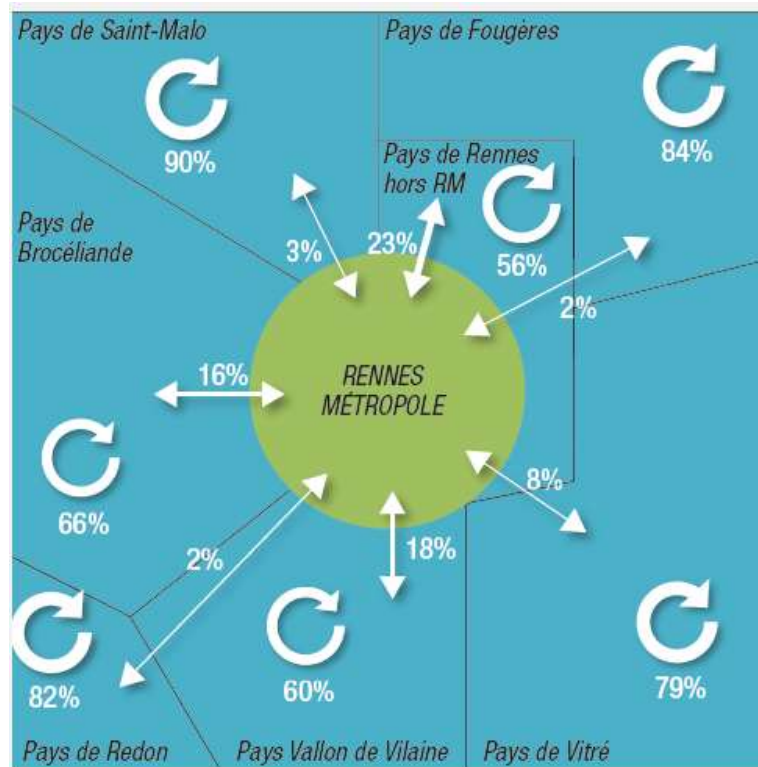 Pays de Saint-Malo
Pays de Fougères
90%
84%
Pays de Rennes
hors RM
Pays de
Brocéliande
3%
23%
56%
2%
16%
RENNES
MÉTROPOLE
66%
8%
2%
18%
82%
60%
79%
Pays de Redon
Pays Vallon de Vilaine
Pays de Vitré